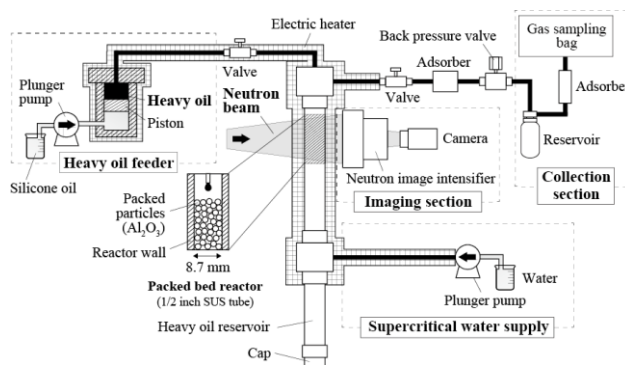 Electric heater
Back pressure valve
Gas sampling
bag
Adsorber
Valve
Plunger
pump
Heavy oil
Piston
Neutron
beam
Valve
Adsorber
Reservoir
Camera
Silicone oil
Heavy oil feeder
Neutron image intensifier
Imaging section
Collection
section
Packed
particles
(Al₂O₃)
Reactor wall
8.7 mm
Packed bed reactor
(1/2 inch SUS tube)
Water
Plunger pump
Heavy oil reservoir
Supercritical water supply
Cap